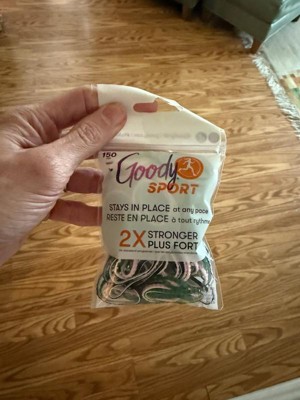 150
Goody
SPORT
STAYS IN PLACE at any pace
RESTE EN PLACE à tout rythme
2X STRONGER
PLUS FORT